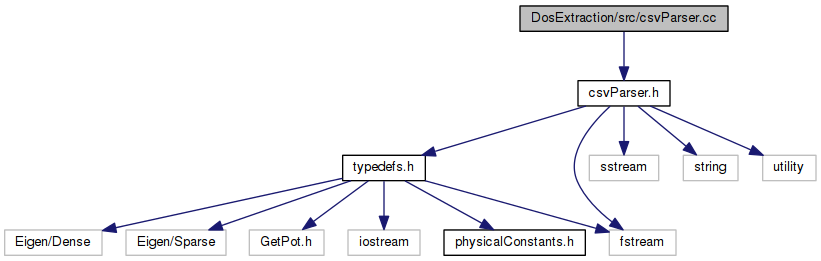 DosExtraction/src/csvParser.cc
csvParser.h
typedefs.h
sstream
string
utility
Eigen/Dense
Eigen/Sparse
GetPot.h
iostream
physicalConstants.h
fstream